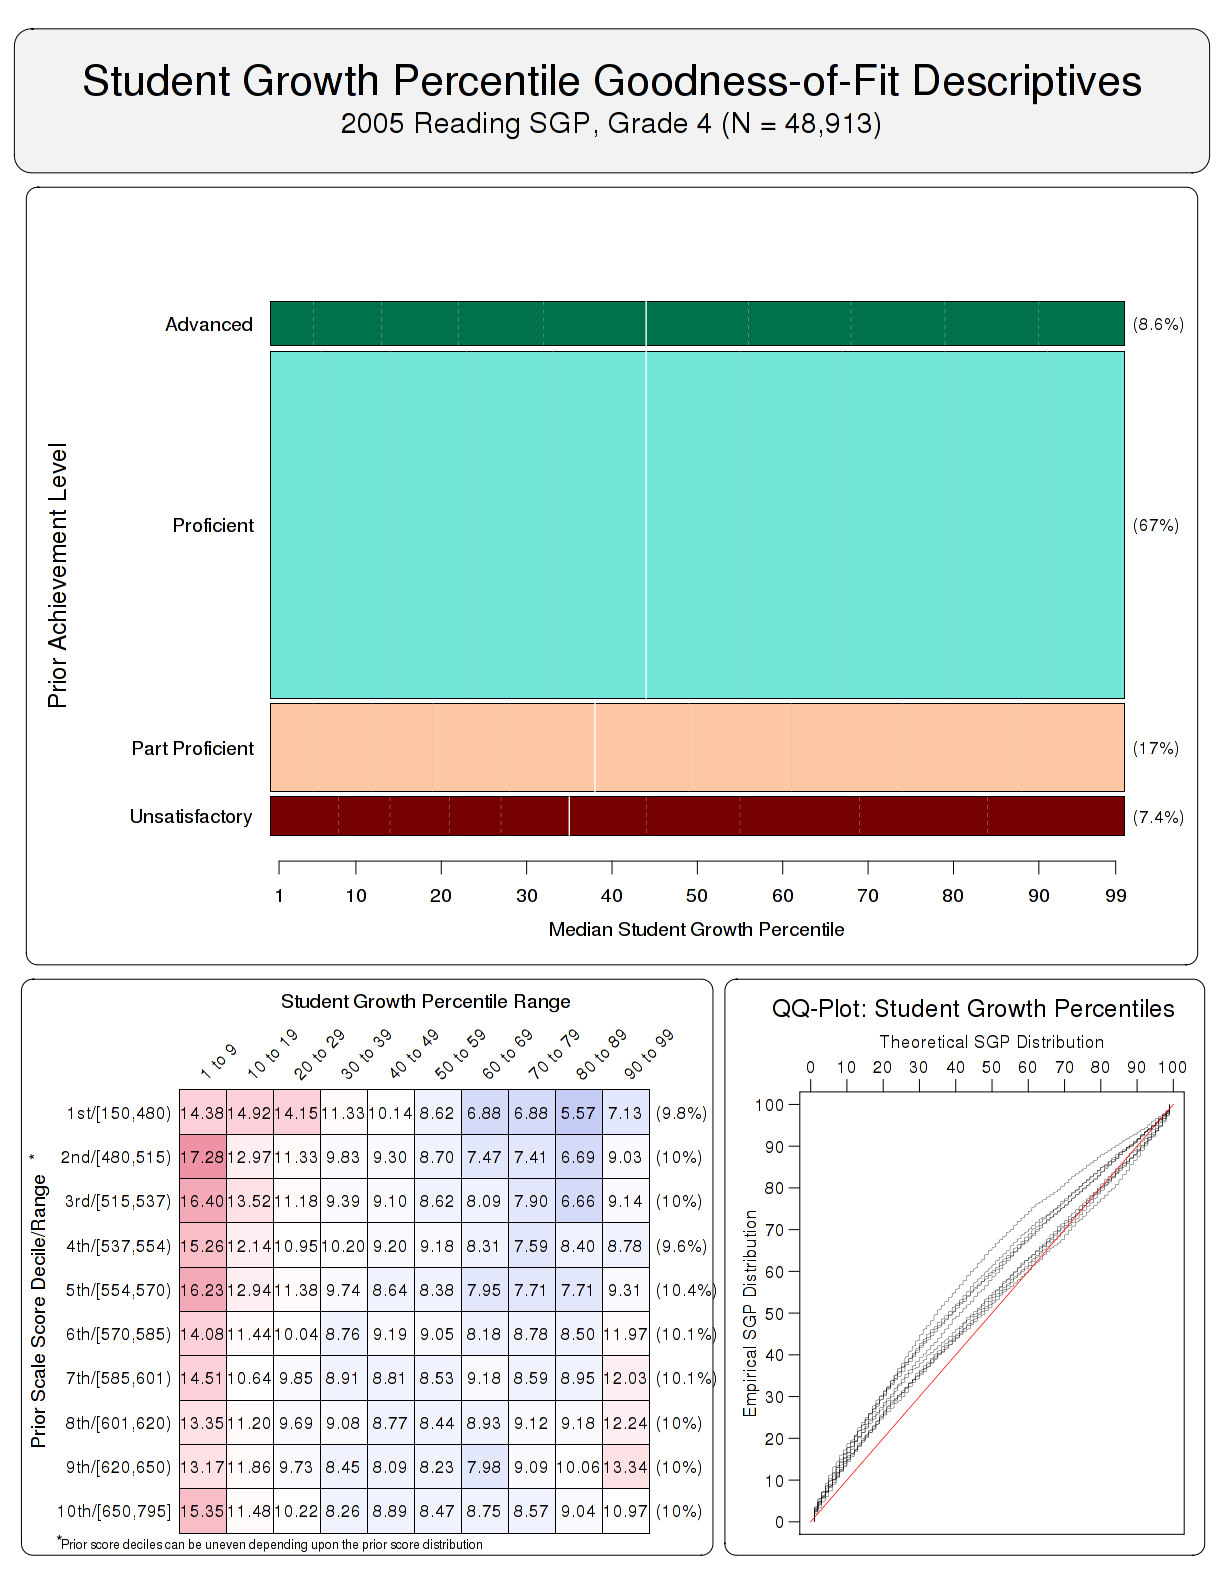 Student Growth Percentile Goodness-of-Fit Descriptives
2005 Reading SGP, Grade 4 (N = 48,913)
Prior Achievement Level
Advanced (8.6%)
Proficient (67%)
Part Proficient (17%)
Unsatisfactory (7.4%)
1 10 20 30 40 50 60 70 80 90 99
Median Student Growth Percentile
Student Growth Percentile Range
1 to 9 10 to 19 20 to 29 30 to 39 40 to 49 50 to 59 60 to 69 70 to 79 80 to 89 90 to 99
Prior Scale Score Decile/Range *
1st/[150,480) 14.38 14.92 14.15 11.33 10.14 8.62 6.88 6.88 5.57 7.13 (9.8%)
2nd/[480,515) 17.28 12.97 11.33 9.83 9.30 8.70 7.47 7.41 6.69 9.03 (10%)
3rd/[515,537) 16.40 13.52 11.18 9.39 9.10 8.62 8.09 7.90 6.66 9.14 (10%)
4th/[537,554) 15.26 12.14 10.95 10.20 9.20 9.18 8.31 7.59 8.40 8.78 (9.6%)
5th/[554,570) 16.23 12.94 11.38 9.74 8.64 8.38 7.95 7.71 7.71 9.31 (10.4%)
6th/[570,585) 14.08 11.44 10.04 8.76 9.19 9.05 8.18 8.78 8.50 11.97 (10.1%)
7th/[585,601) 14.51 10.64 9.85 8.91 8.81 8.53 9.18 8.59 8.95 12.03 (10.1%)
8th/[601,620) 13.35 11.20 9.69 9.08 8.77 8.44 8.93 9.12 9.18 12.24 (10%)
9th/[620,650) 13.17 11.86 9.73 8.45 8.09 8.23 7.98 9.09 10.06 13.34 (10%)
10th/[650,795] 15.35 11.48 10.22 8.26 8.89 8.47 8.75 8.57 9.04 10.97 (10%)
*Prior score deciles can be uneven depending upon the prior score distribution
QQ-Plot: Student Growth Percentiles
Theoretical SGP Distribution
0 10 20 30 40 50 60 70 80 90 100
Empirical SGP Distribution
100
90
80
70
60
50
40
30
20
10
0